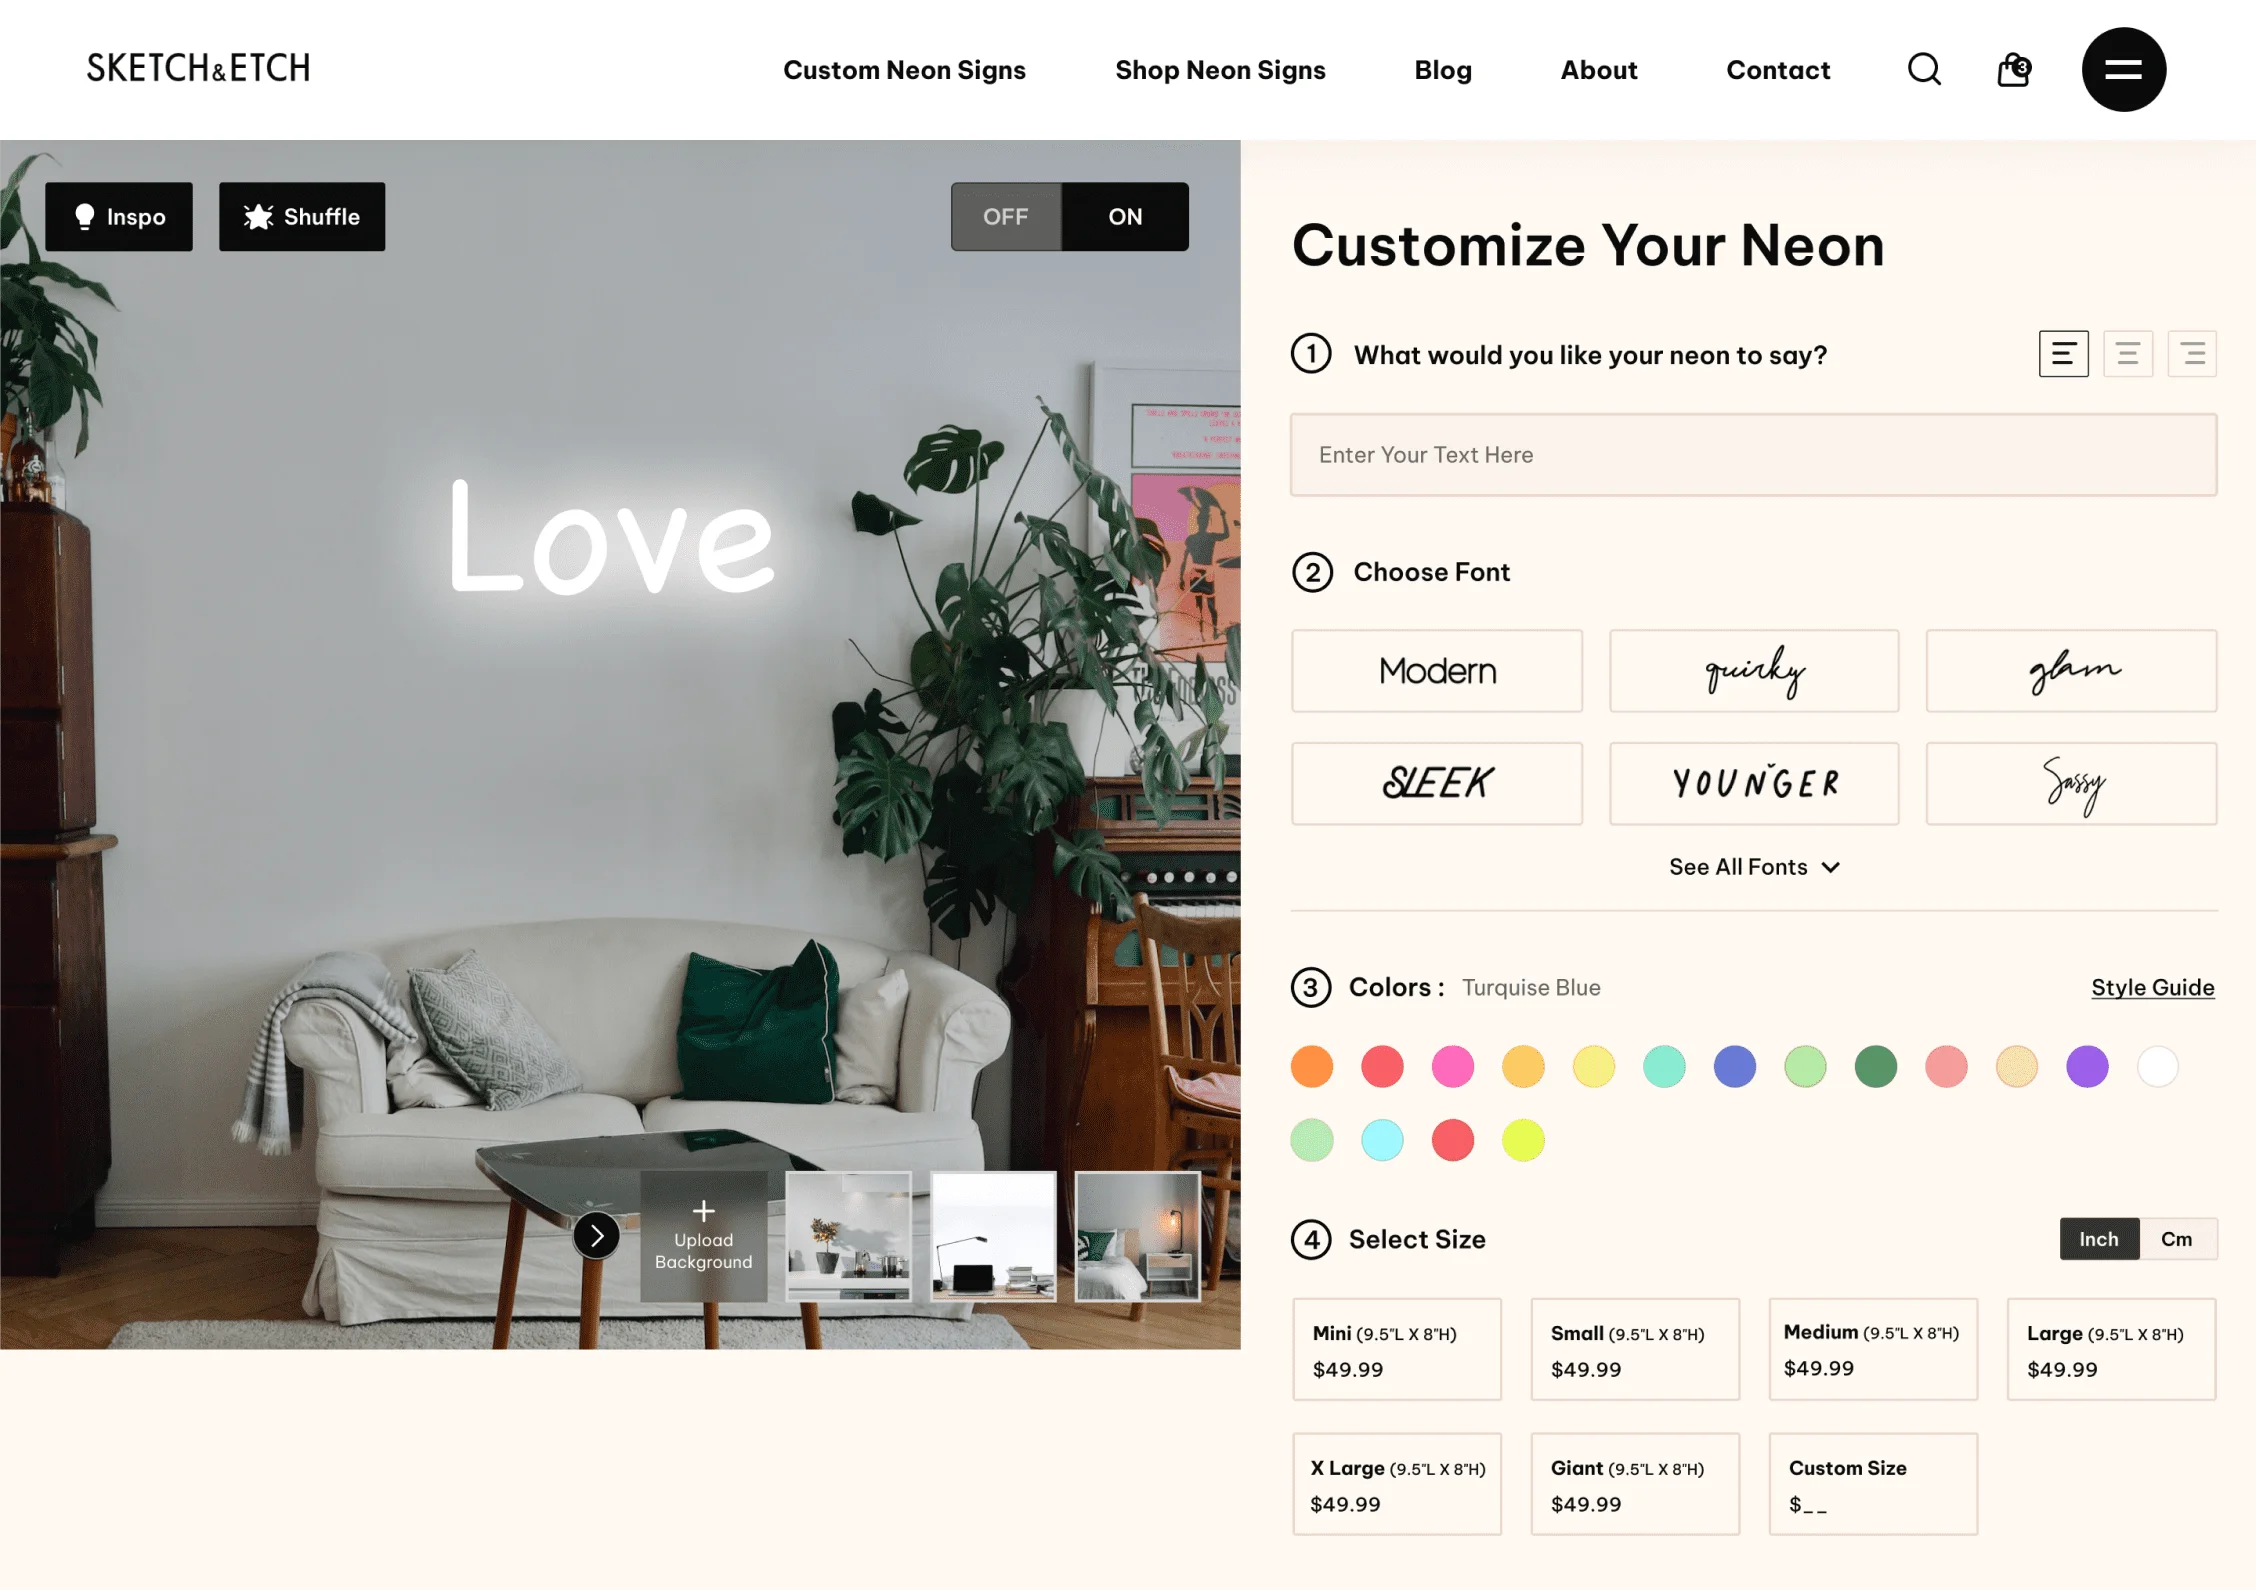 SKETCH&ETCH
Custom Neon Signs
Shop Neon Signs
Blog
About
Contact
3
Inspo
Shuffle
OFF
ON
Love
Upload
Background
Customize Your Neon
1 What would you like your neon to say?
Enter Your Text Here
2 Choose Font
Modern
quirky
glam
SLEEK
YOUNGER
Sassy
See All Fonts
3 Colors : Turquise Blue
Style Guide
4 Select Size
Inch
Cm
Mini (9.5"L X 8"H)
$49.99
Small (9.5"L X 8"H)
$49.99
Medium (9.5"L X 8"H)
$49.99
Large (9.5"L X 8"H)
$49.99
X Large (9.5"L X 8"H)
$49.99
Giant (9.5"L X 8"H)
$49.99
Custom Size
$_ _